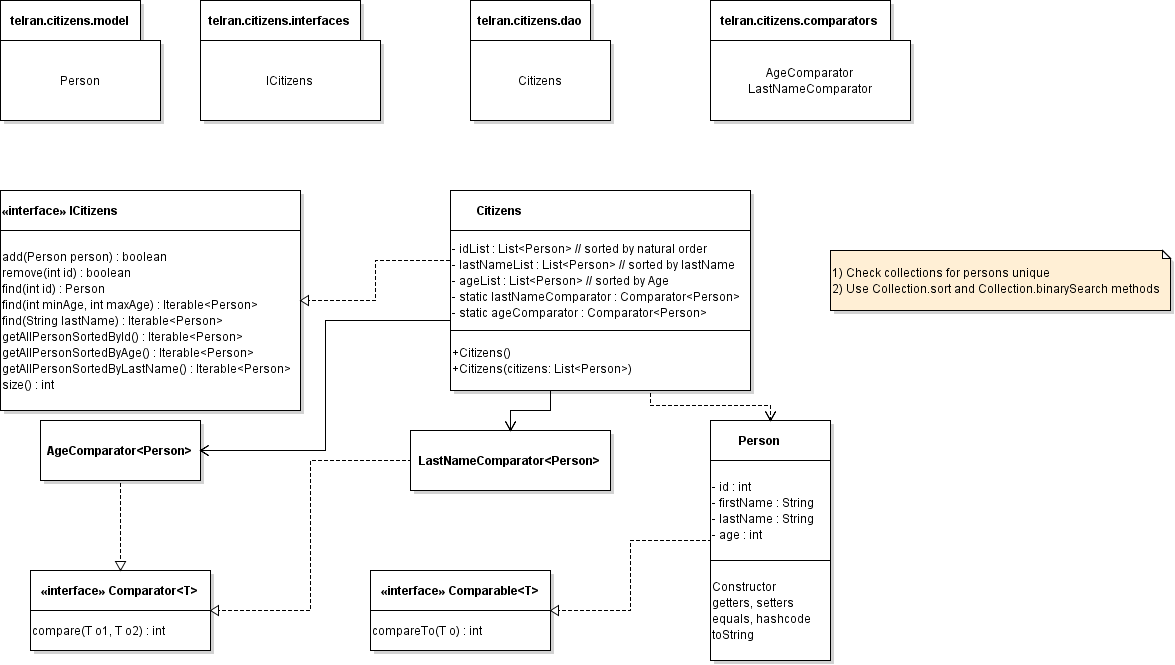 telran.citizens.model
Person
telran.citizens.interfaces
ICitizens
telran.citizens.dao
Citizens
telran.citizens.comparators
AgeComparator
LastNameComparator
«interface» ICitizens
add(Person person) : boolean
remove(int id) : boolean
find(int id) : Person
find(int minAge, int maxAge) : Iterable<Person>
find(String lastName) : Iterable<Person>
getAllPersonSortedById() : Iterable<Person>
getAllPersonSortedByAge() : Iterable<Person>
getAllPersonSortedByLastName() : Iterable<Person>
size() : int
Citizens
- idList : List<Person> // sorted by natural order
- lastNameList : List<Person> // sorted by lastName
- ageList : List<Person> // sorted by Age
- static lastNameComparator : Comparator<Person>
- static ageComparator : Comparator<Person>
+Citizens()
+Citizens(citizens: List<Person>)
1) Check collections for persons unique
2) Use Collection.sort and Collection.binarySearch methods
AgeComparator<Person>
LastNameComparator<Person>
Person
- id : int
- firstName : String
- lastName : String
- age : int
Constructor
getters, setters
equals, hashcode
toString
«interface» Comparator<T>
compare(T o1, T o2) : int
«interface» Comparable<T>
compareTo(T o) : int